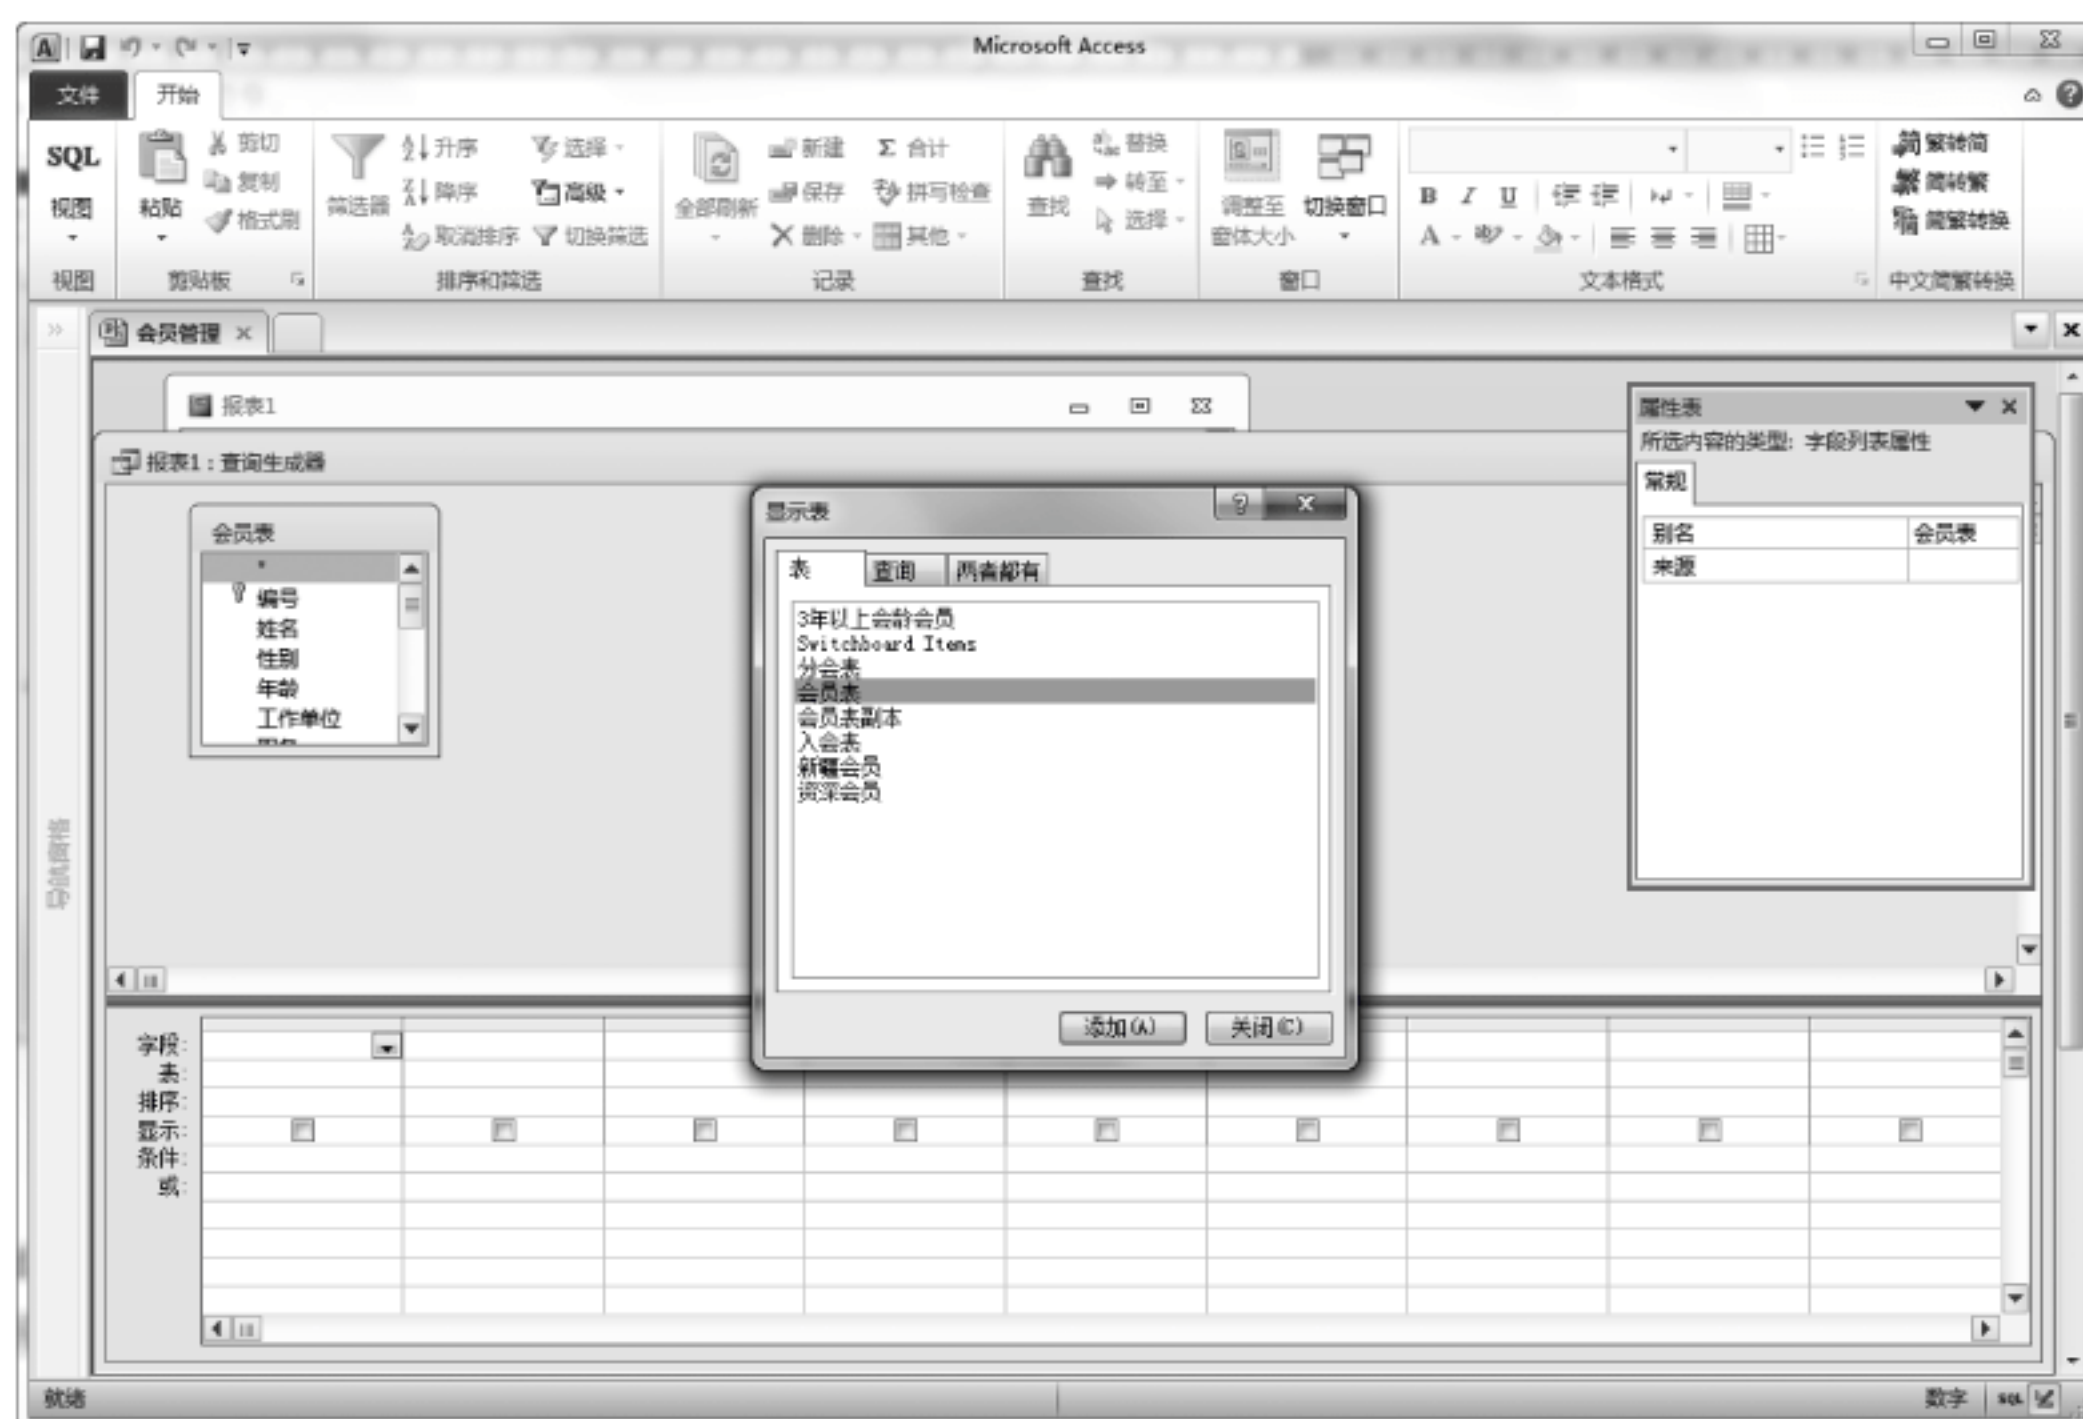 Microsoft Access
文件 开始
SQL 视图
粘贴 剪切 复制 格式刷
筛选器 升序 降序 取消排序 选择 高级 切换筛选
全部刷新 新建 保存 删除 合计 拼写检查 其他
查找 替换 转至 选择
调整至窗体大小 切换窗口
B I U A
繁转简
简转繁
简繁转换
视图 剪贴板 排序和筛选 记录 查找 窗口 文本格式 中文简繁转换
会员管理
报表1
报表1：查询生成器
会员表
*
编号
姓名
性别
年龄
工作单位
显示表
表 查询 两者都有
3年以上会龄会员
Switchboard Items
分会表
会员表
会员表副本
入会表
新疆会员
资深会员
添加(A) 关闭(C)
属性表
所选内容的类型: 字段列表属性
常规
别名 会员表
来源
导航窗格
字段:
表:
排序:
显示:
条件:
或:
就绪 数字 SQL